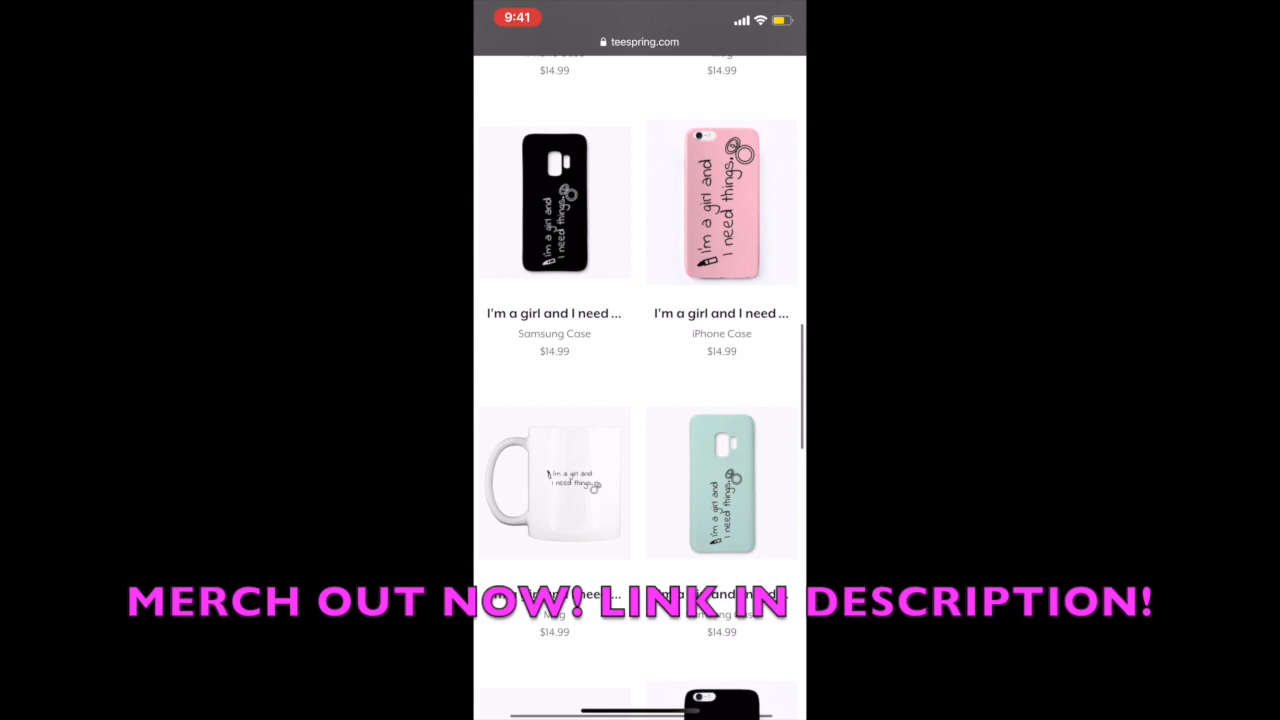 9:41
teespring.com
$14.99
$14.99
I'm a girl and
I need things.
I'm a girl and
I need things.
I'm a girl and I need ...
I'm a girl and I need ...
Samsung Case
iPhone Case
$14.99
$14.99
I'm a girl and
I need things.
I'm a girl and
I need things.
MERCH OUT NOW! LINK IN DESCRIPTION!
$14.99
$14.99